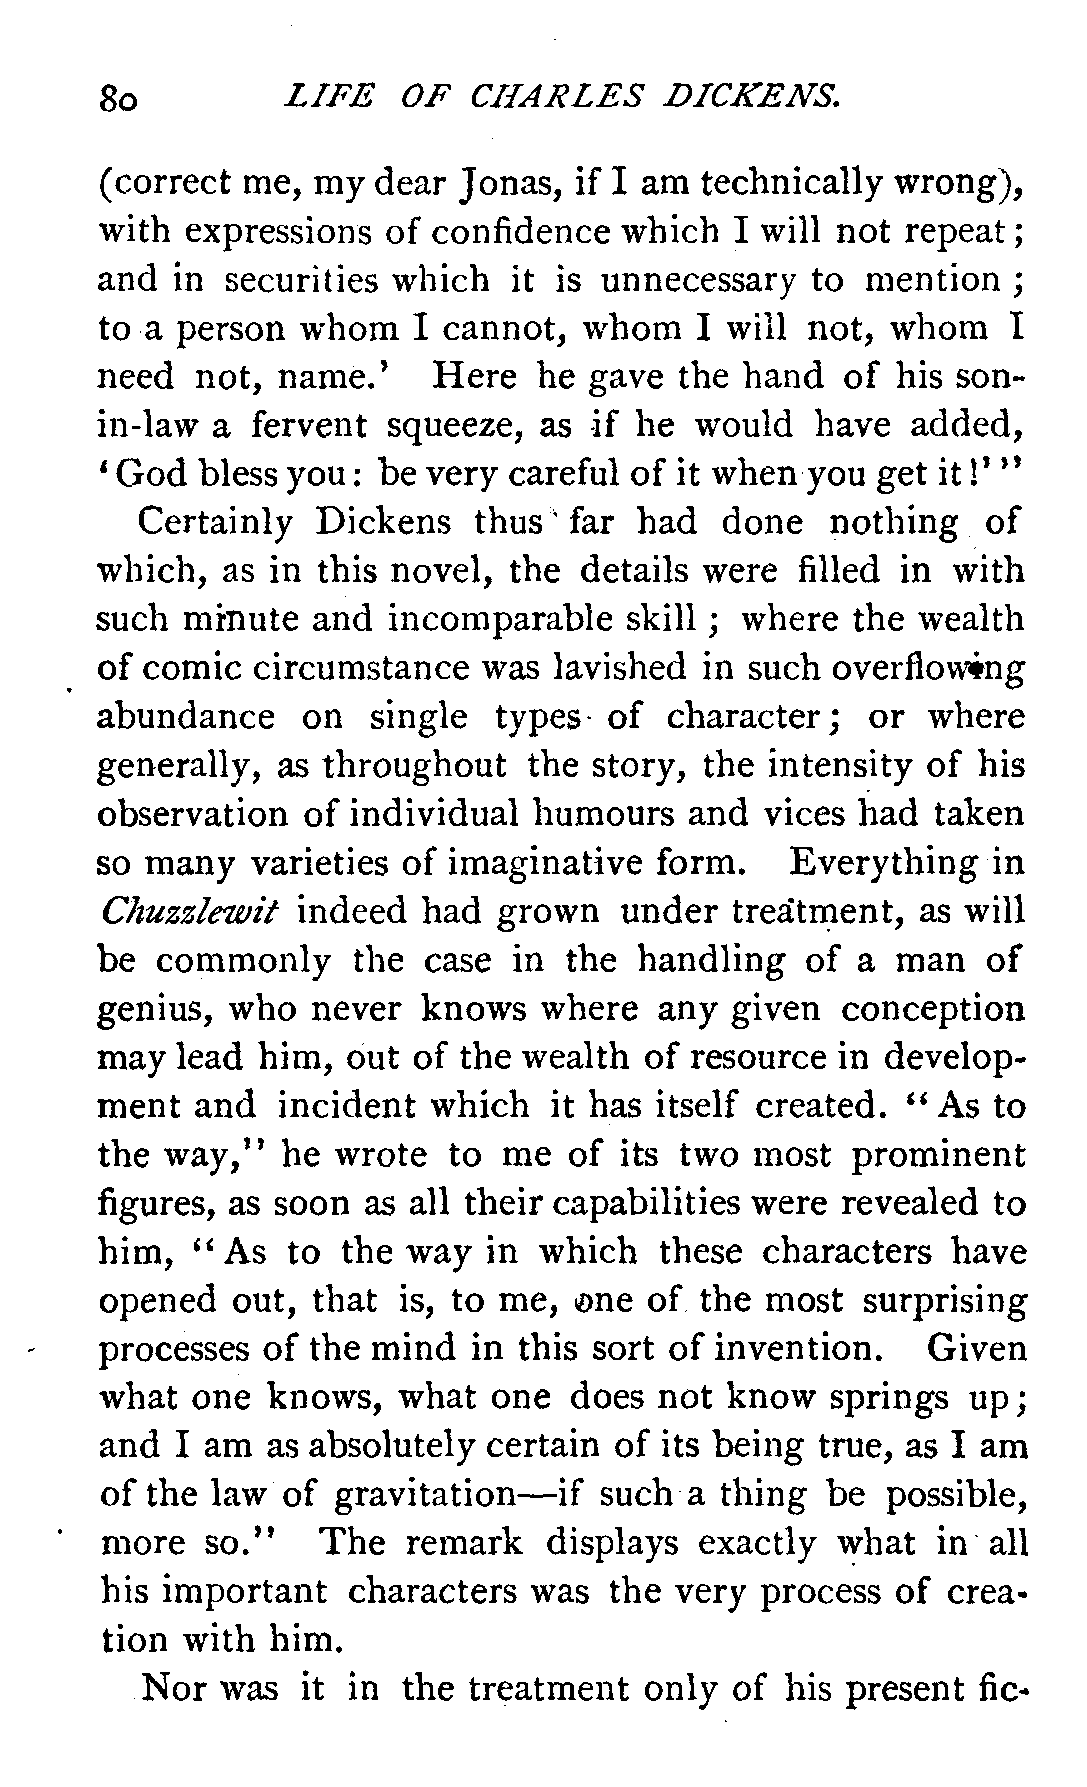 80 LIFE OF CHARLES DICKENS.
(correct me, my dear Jonas, if I am technically wrong),
with expressions of confidence which I will not repeat;
and in securities which it is unnecessary to mention ;
to a person whom I cannot, whom I will not, whom I
need not, name.' Here he gave the hand of his son-
in-law a fervent squeeze, as if he would have added,
'God bless you: be very careful of it when you get it!'"
Certainly Dickens thus far had done nothing of
which, as in this novel, the details were filled in with
such minute and incomparable skill ; where the wealth
of comic circumstance was lavished in such overflowing
abundance on single types of character; or where
generally, as throughout the story, the intensity of his
observation of individual humours and vices had taken
so many varieties of imaginative form. Everything in
Chuzzlewit indeed had grown under treatment, as will
be commonly the case in the handling of a man of
genius, who never knows where any given conception
may lead him, out of the wealth of resource in develop-
ment and incident which it has itself created. "As to
the way," he wrote to me of its two most prominent
figures, as soon as all their capabilities were revealed to
him, "As to the way in which these characters have
opened out, that is, to me, one of the most surprising
processes of the mind in this sort of invention. Given
what one knows, what one does not know springs up;
and I am as absolutely certain of its being true, as I am
of the law of gravitation—if such a thing be possible,
more so." The remark displays exactly what in all
his important characters was the very process of crea-
tion with him.
Nor was it in the treatment only of his present fic-